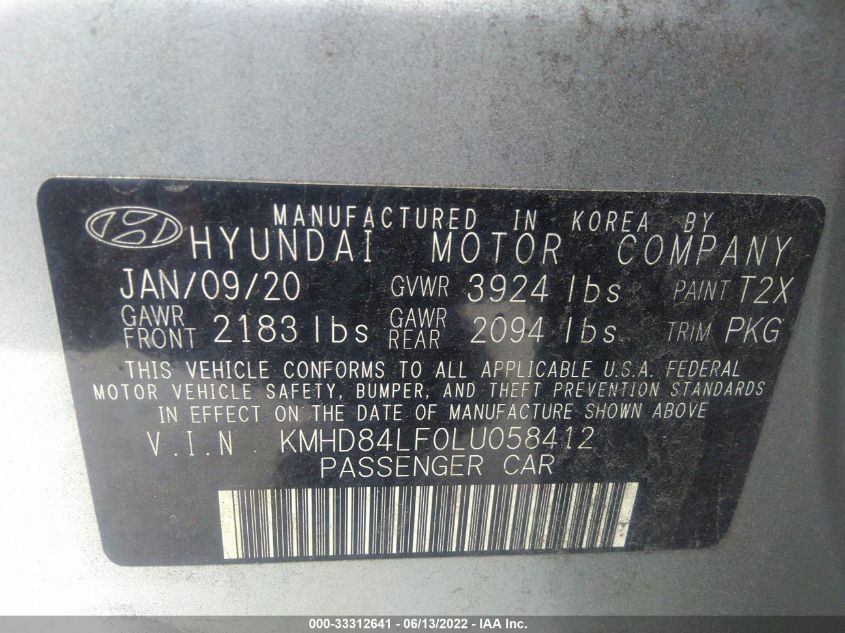 MANUFACTURED IN KOREA BY
HYUNDAI MOTOR COMPANY
JAN/09/20 GVWR 3924 lbs PAINT T2X
GAWR FRONT 2183 lbs GAWR REAR 2094 lbs TRIM PKG
THIS VEHICLE CONFORMS TO ALL APPLICABLE U.S.A. FEDERAL
MOTOR VEHICLE SAFETY, BUMPER, AND THEFT PREVENTION STANDARDS
IN EFFECT ON THE DATE OF MANUFACTURE SHOWN ABOVE
V.I.N KMHD84LF0LU058412
PASSENGER CAR
000-33312641 - 06/13/2022 - IAA Inc.